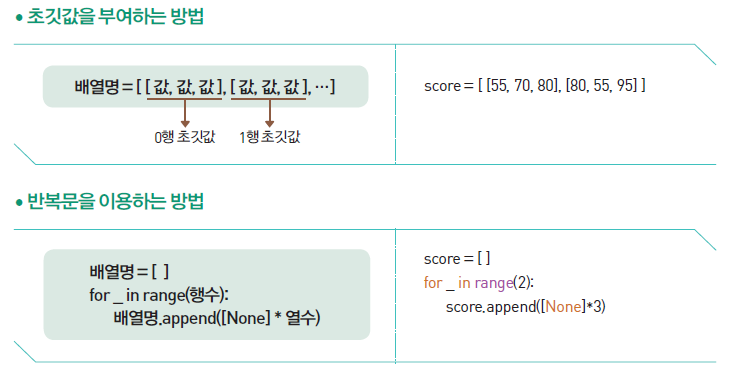 • 초깃값을 부여하는 방법
배열명 = [ [ 값, 값, 값 ], [ 값, 값, 값 ], … ]
0행 초깃값 1행 초깃값
score = [ [55, 70, 80], [80, 55, 95] ]
• 반복문을 이용하는 방법
배열명 = [ ]
for _ in range(행수):
배열명.append([None] * 열수)
score = [ ]
for _ in range(2):
score.append([None]*3)